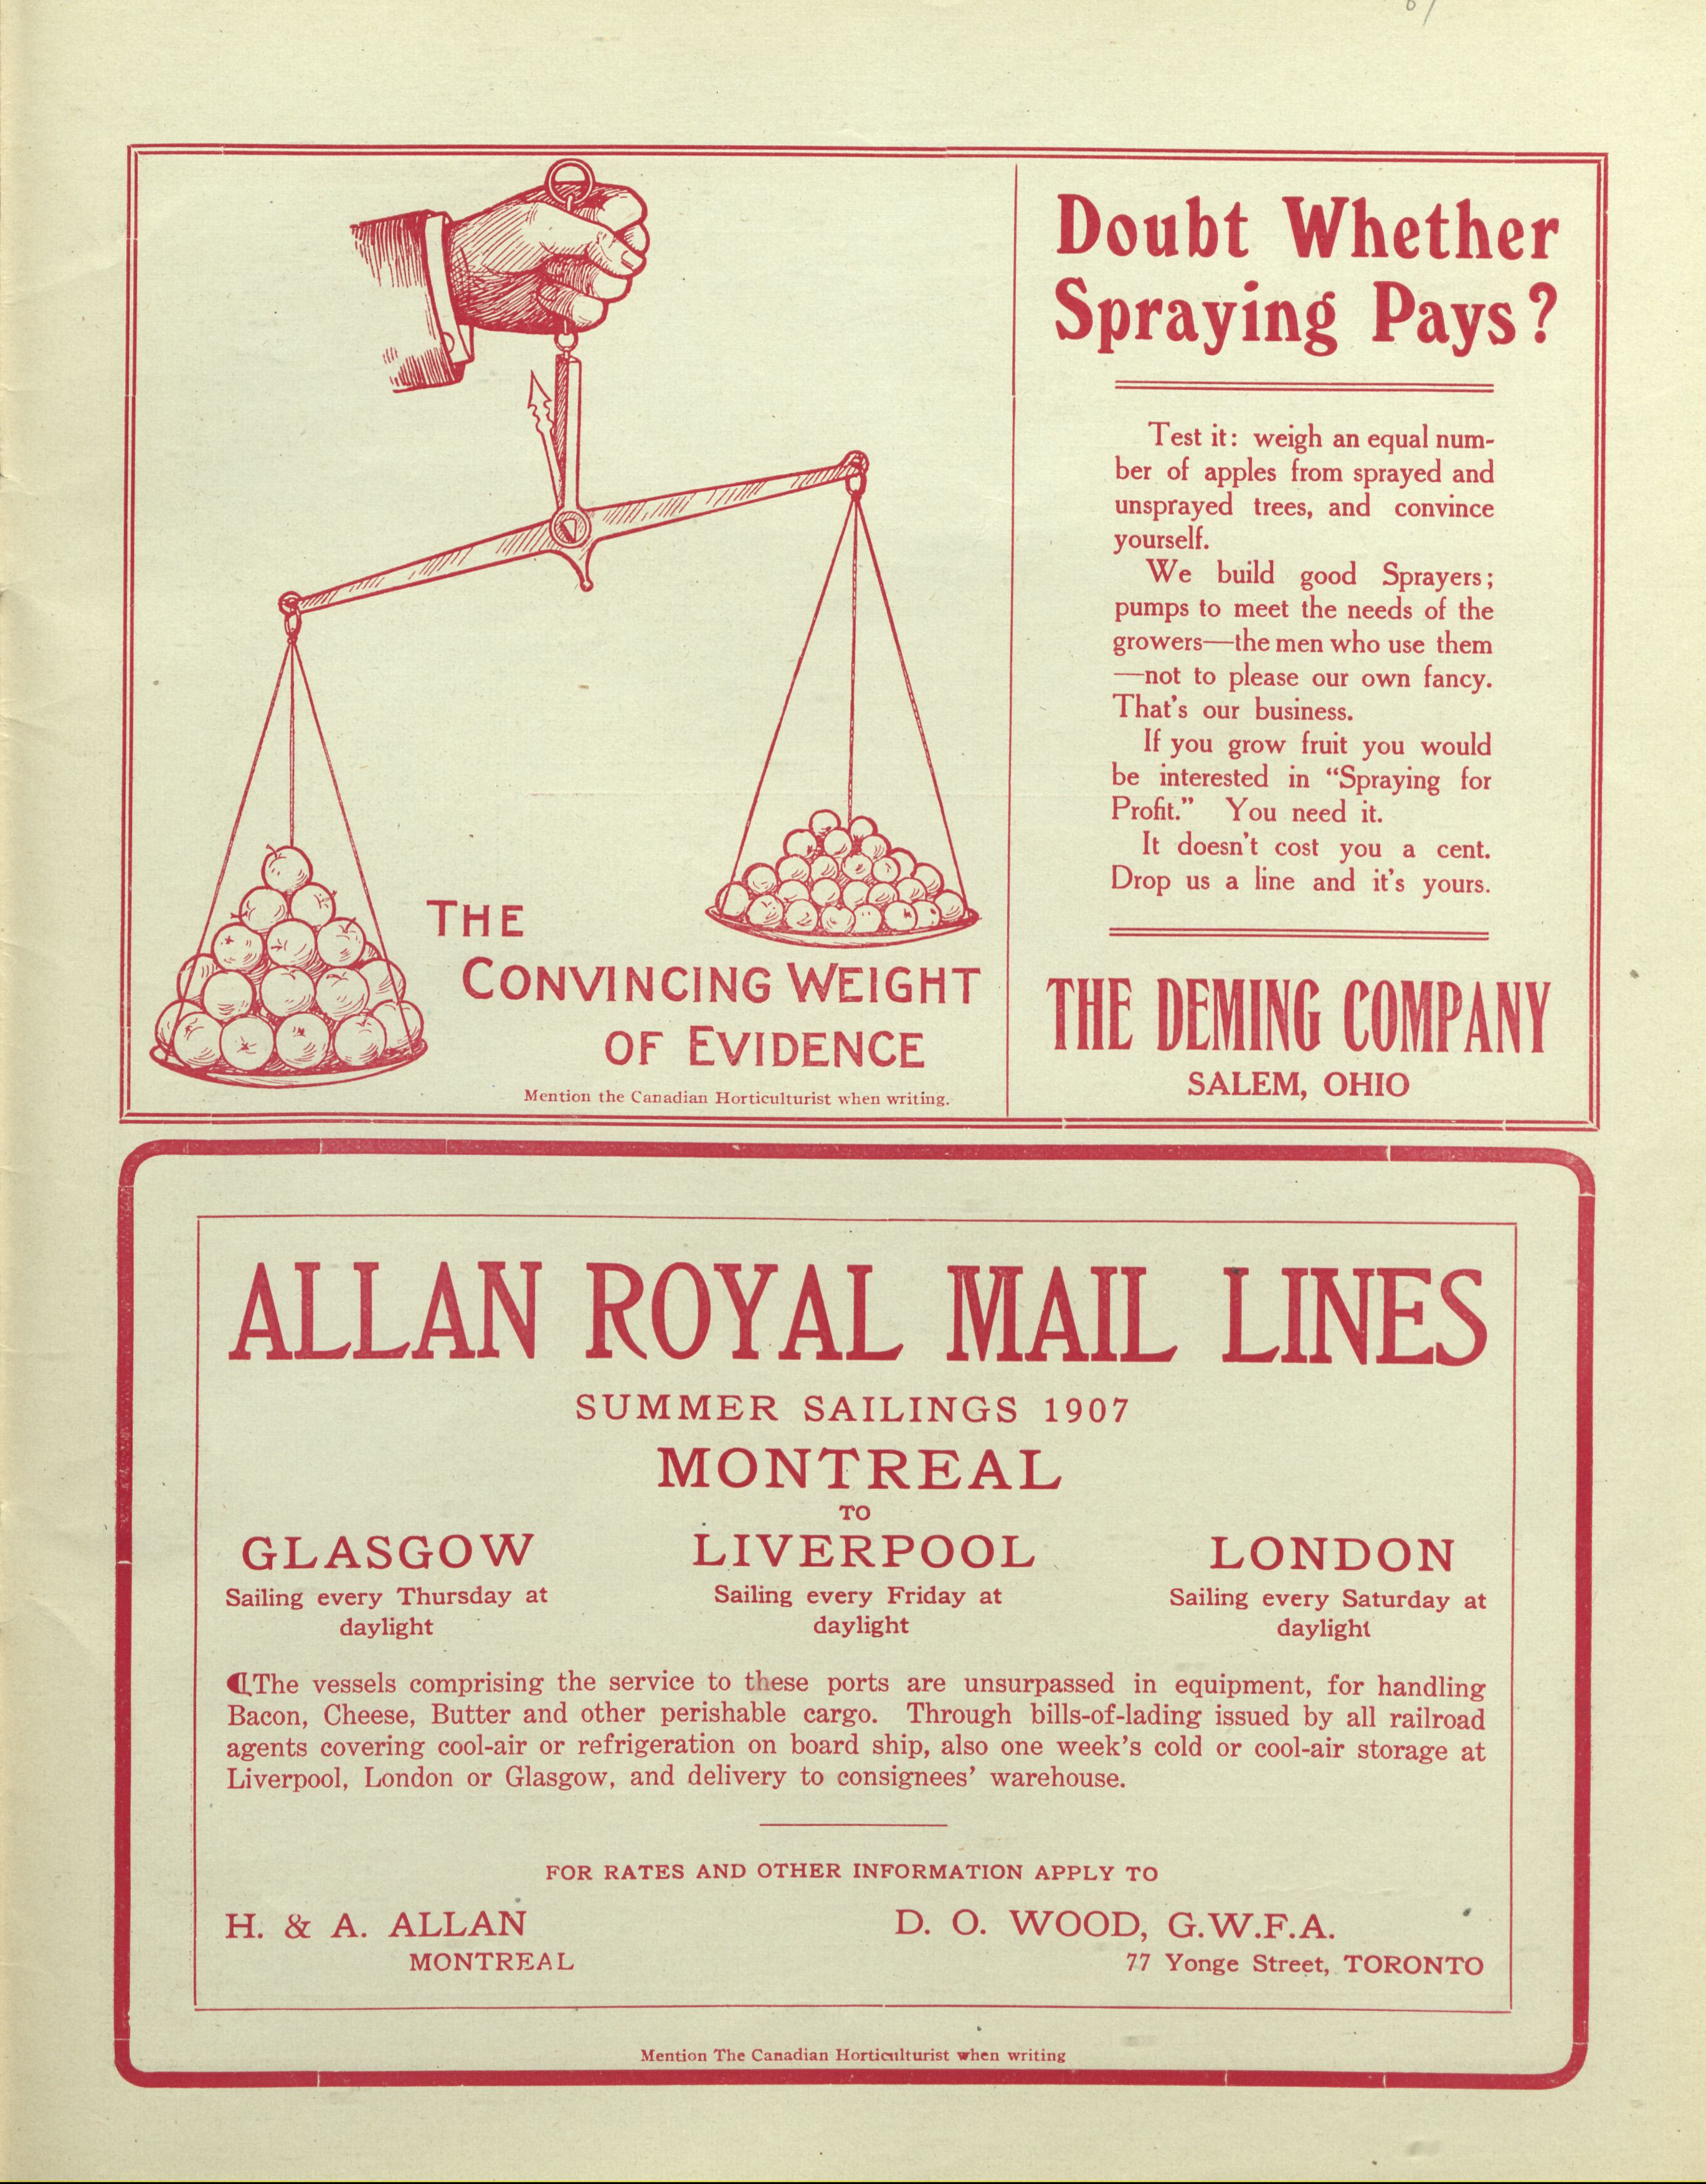 THE
CONVINCING WEIGHT
OF EVIDENCE
Mention the Canadian Horticulturist when writing.
Doubt Whether
Spraying Pays?
Test it: weigh an equal num-
ber of apples from sprayed and
unsprayed trees, and convince
yourself.
We build good Sprayers;
pumps to meet the needs of the
growers—the men who use them
—not to please our own fancy.
That's our business.
If you grow fruit you would
be interested in "Spraying for
Profit." You need it.
It doesn't cost you a cent.
Drop us a line and it's yours.
THE DEMING COMPANY
SALEM, OHIO
ALLAN ROYAL MAIL LINES
SUMMER SAILINGS 1907
MONTREAL
TO
GLASGOW
Sailing every Thursday at
daylight
LIVERPOOL
Sailing every Friday at
daylight
LONDON
Sailing every Saturday at
daylight
¶The vessels comprising the service to these ports are unsurpassed in equipment, for handling
Bacon, Cheese, Butter and other perishable cargo. Through bills-of-lading issued by all railroad
agents covering cool-air or refrigeration on board ship, also one week's cold or cool-air storage at
Liverpool, London or Glasgow, and delivery to consignees' warehouse.
FOR RATES AND OTHER INFORMATION APPLY TO
H. & A. ALLAN
MONTREAL
D. O. WOOD, G.W.F.A.
77 Yonge Street, TORONTO
Mention The Canadian Horticulturist when writing